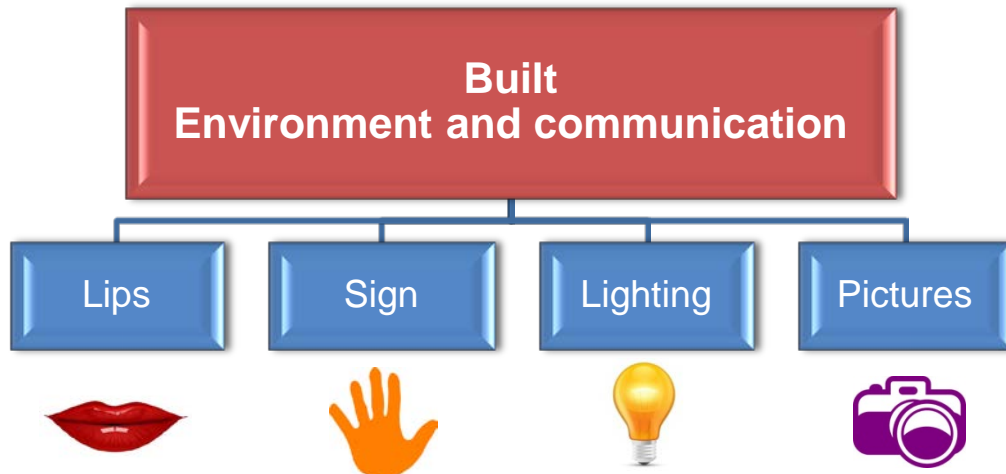 Built
Environment and communication
Lips
Sign
Lighting
Pictures